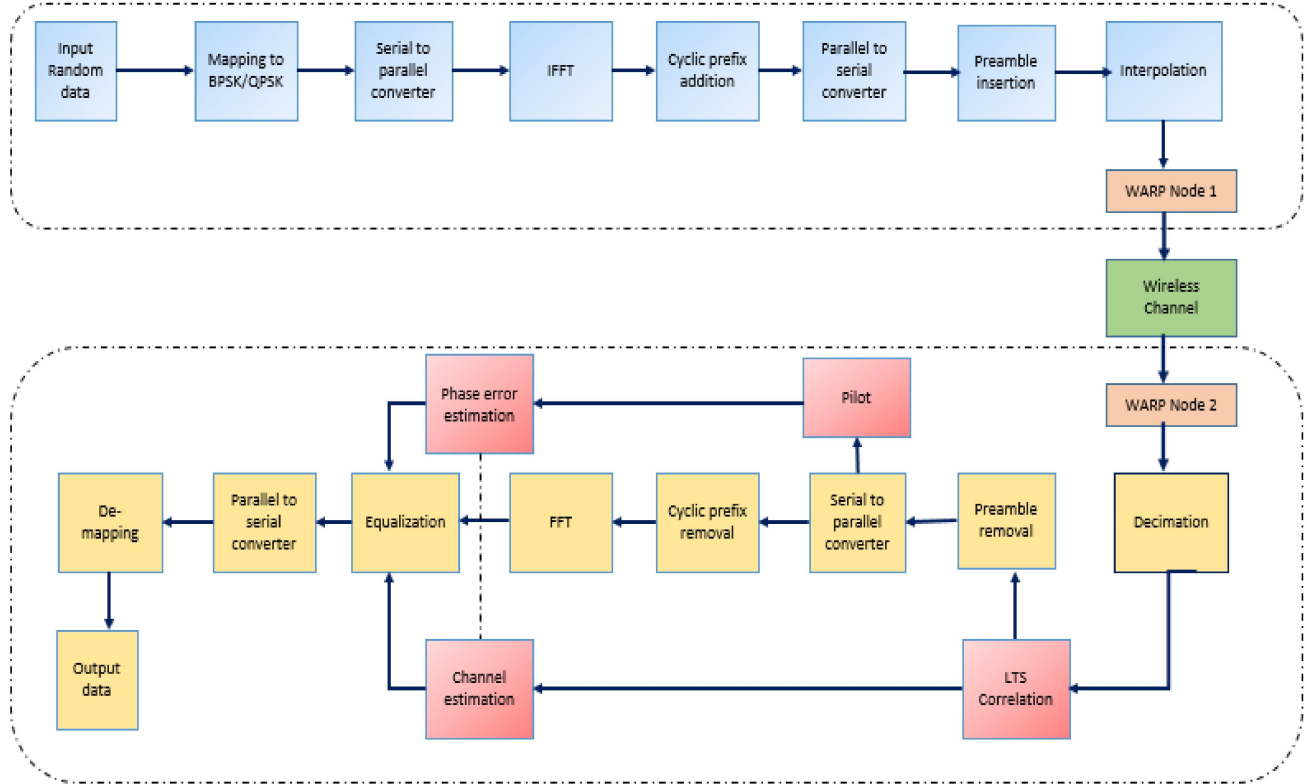 Input
Random
data
Mapping to
BPSK/QPSK
Serial to
parallel
converter
IFFT
Cyclic prefix
addition
Parallel to
serial
converter
Preamble
insertion
Interpolation
WARP Node 1
Wireless
Channel
WARP Node 2
Phase error
estimation
Pilot
De-
mapping
Parallel to
serial
converter
Equalization
FFT
Cyclic prefix
removal
Serial to
parallel
converter
Preamble
removal
Decimation
Output
data
Channel
estimation
LTS
Correlation